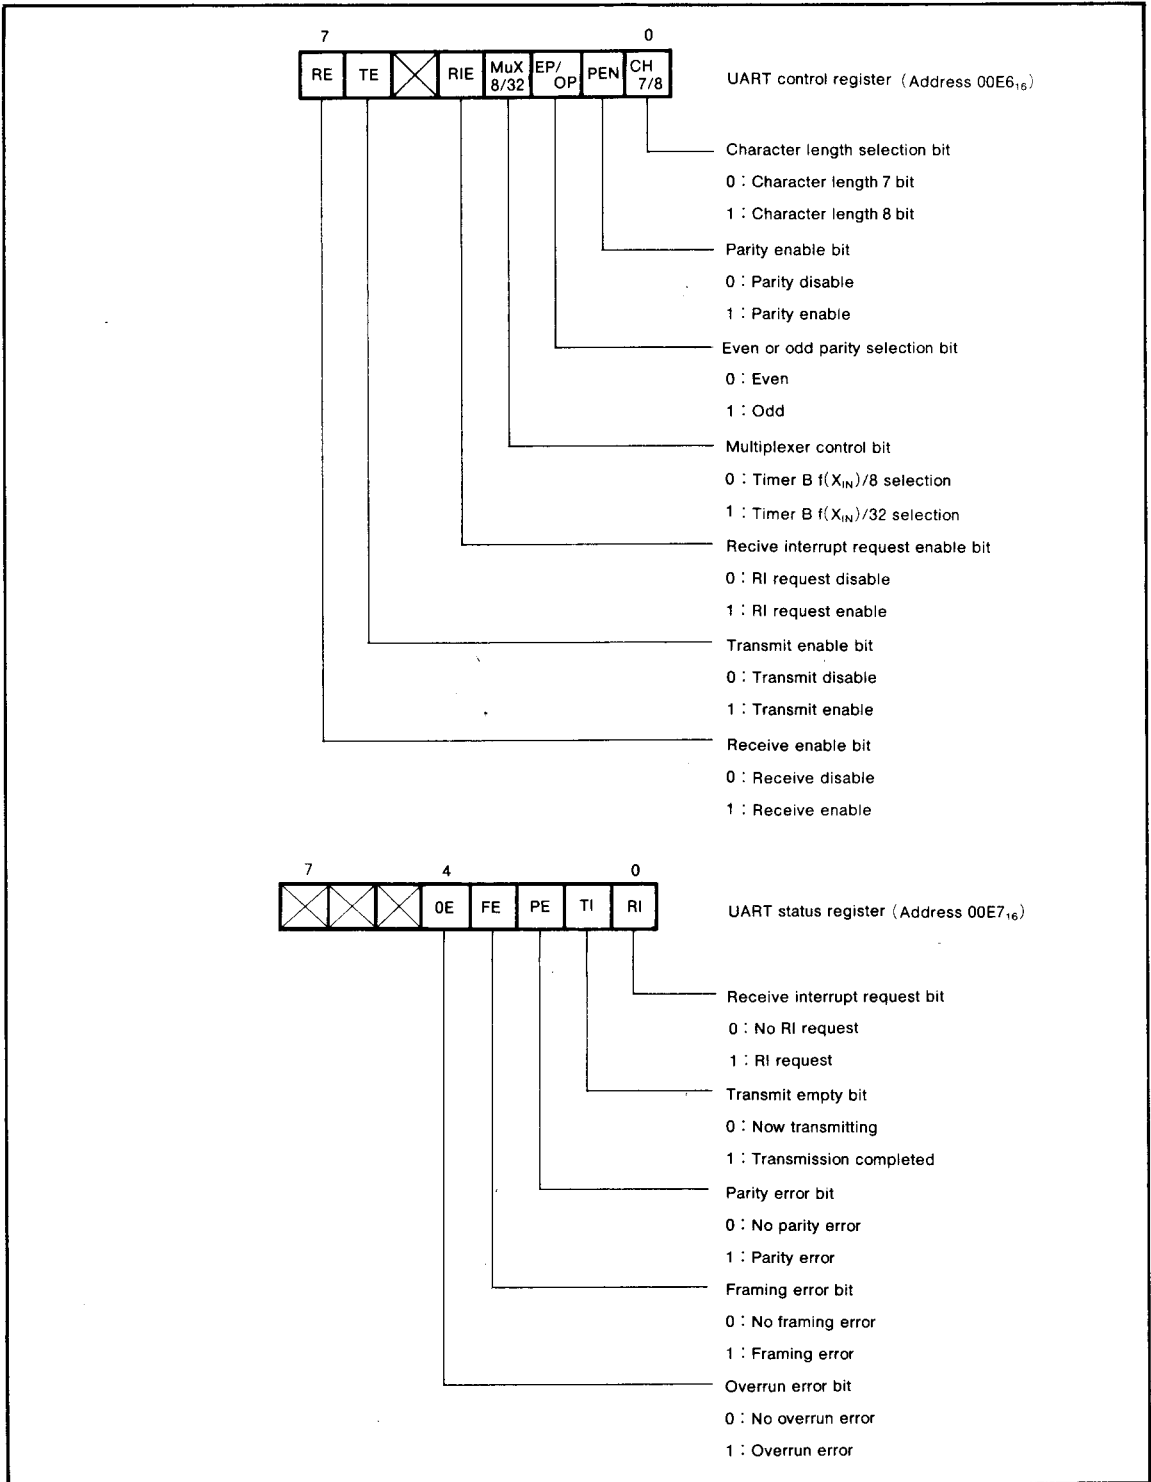 7 0
RE TE RIE MuX 8/32 EP/OP PEN CH 7/8
UART control register (Address 00E6₁₆)
Character length selection bit
0 : Character length 7 bit
1 : Character length 8 bit
Parity enable bit
0 : Parity disable
1 : Parity enable
Even or odd parity selection bit
0 : Even
1 : Odd
Multiplexer control bit
0 : Timer B f(X_IN)/8 selection
1 : Timer B f(X_IN)/32 selection
Recive interrupt request enable bit
0 : RI request disable
1 : RI request enable
Transmit enable bit
0 : Transmit disable
1 : Transmit enable
Receive enable bit
0 : Receive disable
1 : Receive enable
7 4 0
0E FE PE TI RI
UART status register (Address 00E7₁₆)
Receive interrupt request bit
0 : No RI request
1 : RI request
Transmit empty bit
0 : Now transmitting
1 : Transmission completed
Parity error bit
0 : No parity error
1 : Parity error
Framing error bit
0 : No framing error
1 : Framing error
Overrun error bit
0 : No overrun error
1 : Overrun error